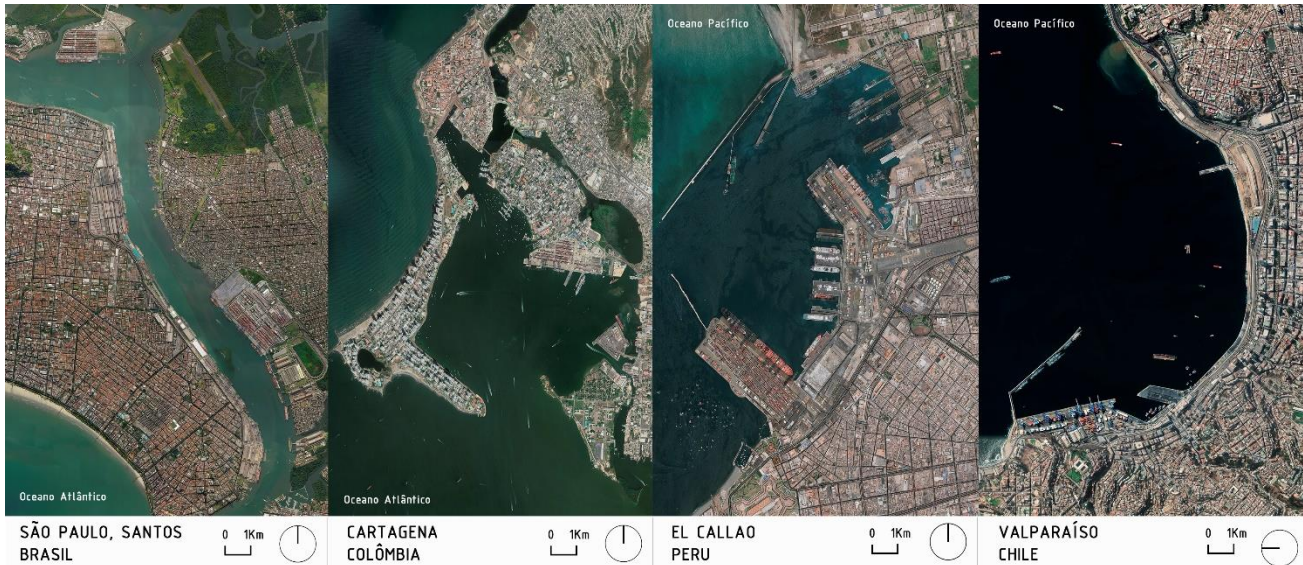 Oceano Atlântico
SÃO PAULO, SANTOS
BRASIL
0 1Km
Oceano Atlântico
CARTAGENA
COLÔMBIA
0 1Km
Oceano Pacífico
EL CALLAO
PERU
0 1Km
Oceano Pacífico
VALPARAÍSO
CHILE
0 1Km